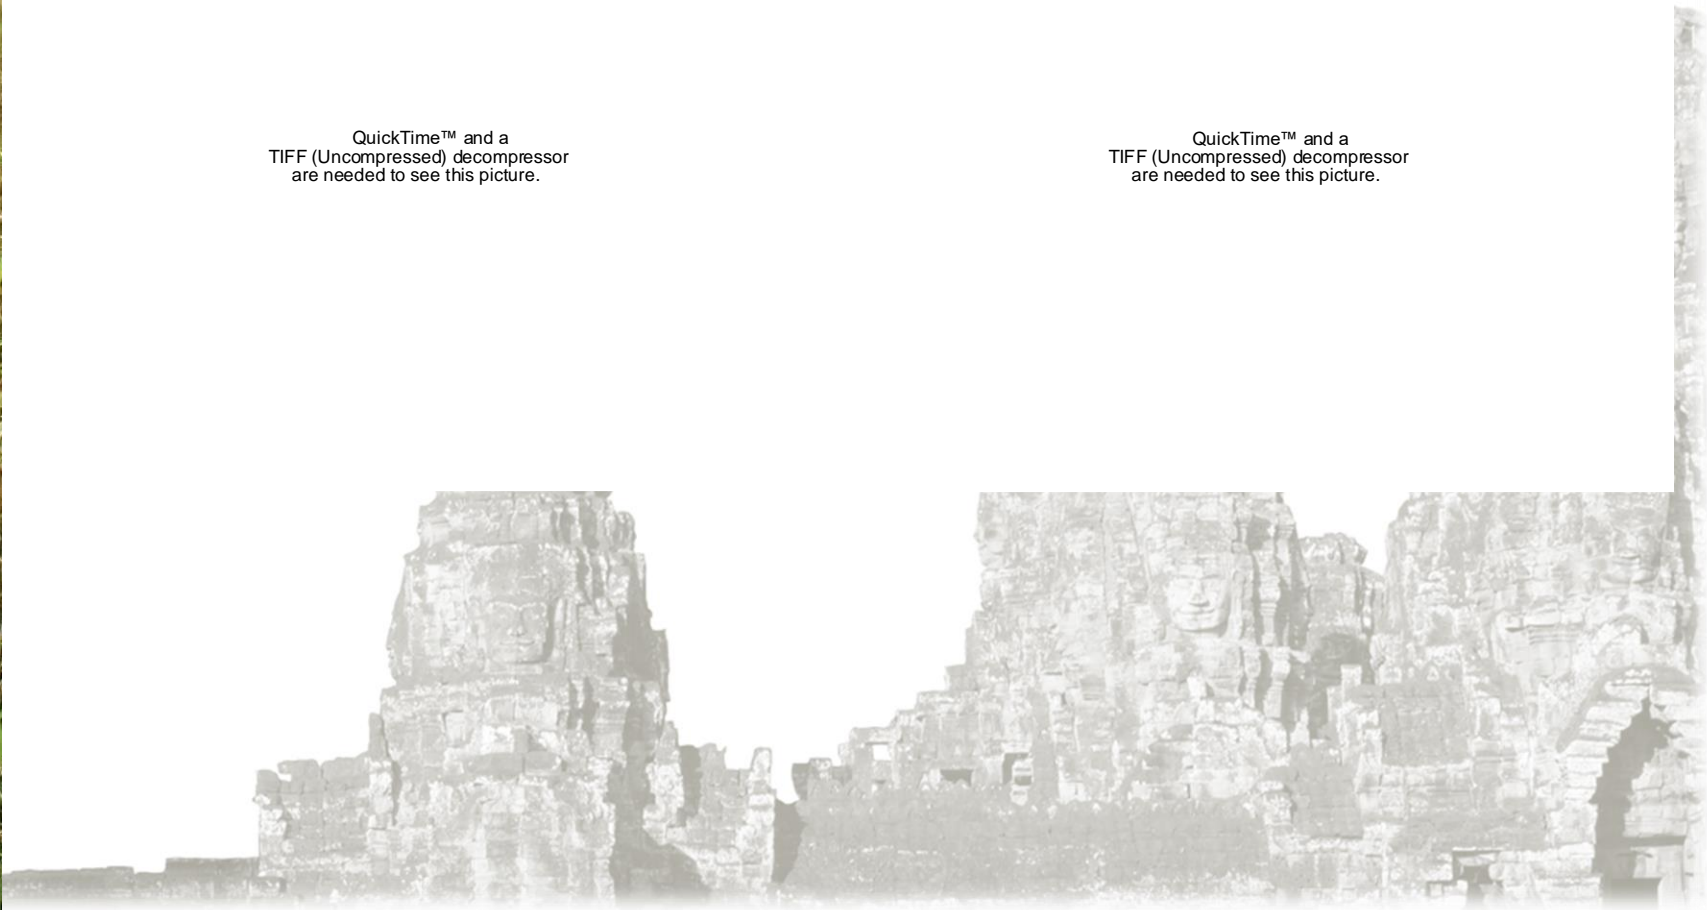 QuickTime™ and a
TIFF (Uncompressed) decompressor
are needed to see this picture.
QuickTime™ and a
TIFF (Uncompressed) decompressor
are needed to see this picture.